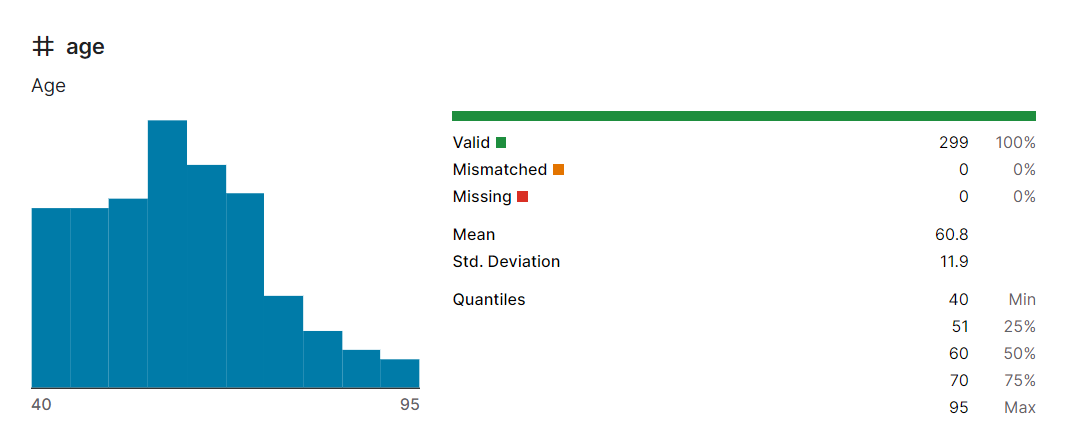 # age
Age
40 95
Valid 299 100%
Mismatched 0 0%
Missing 0 0%
Mean 60.8
Std. Deviation 11.9
Quantiles 40 Min
51 25%
60 50%
70 75%
95 Max